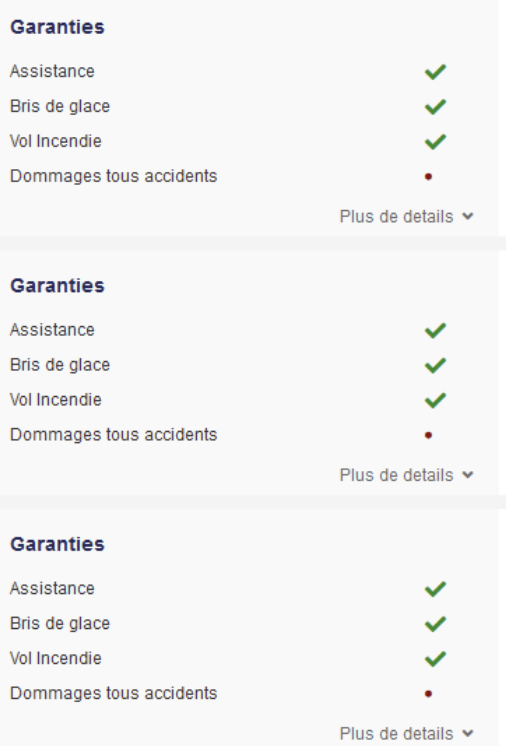 Garanties
Assistance
Bris de glace
Vol Incendie
Dommages tous accidents
Plus de details
Garanties
Assistance
Bris de glace
Vol Incendie
Dommages tous accidents
Plus de details
Garanties
Assistance
Bris de glace
Vol Incendie
Dommages tous accidents
Plus de details